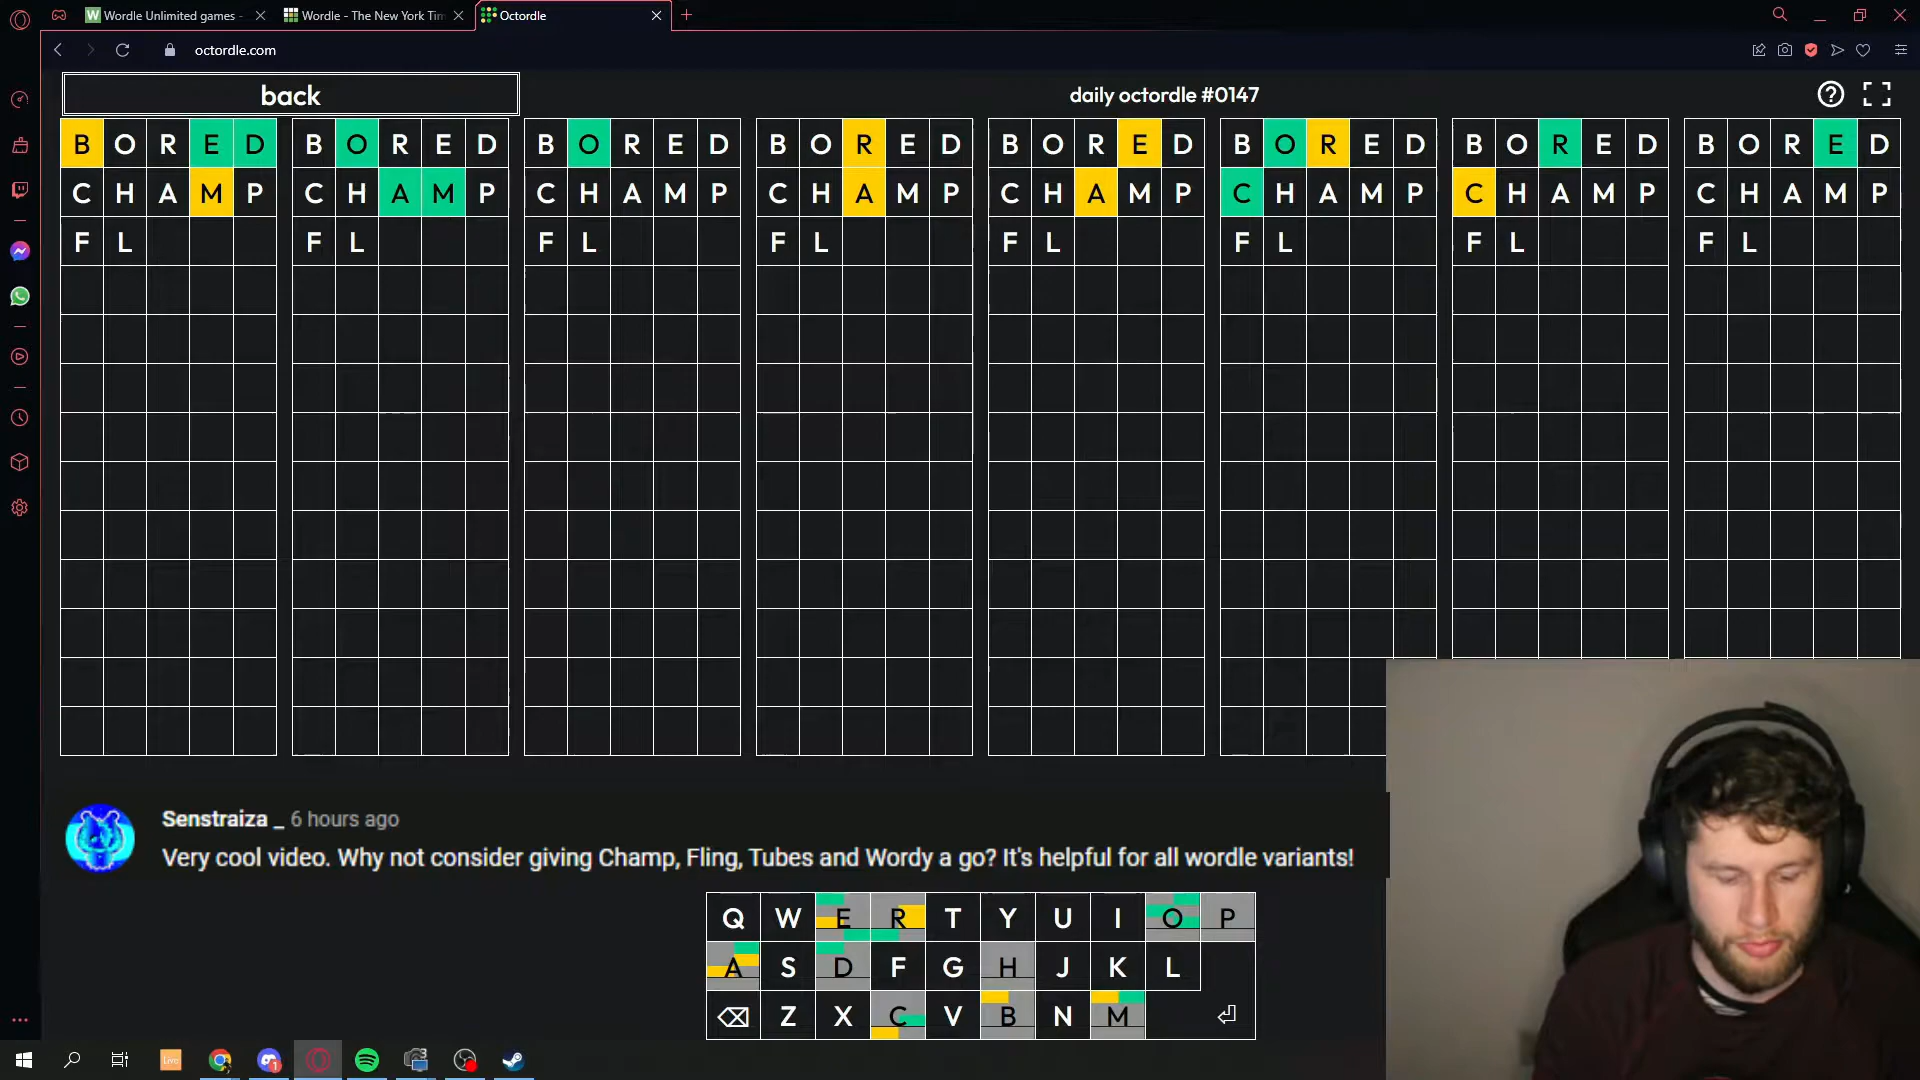 Wordle Unlimited games -
Wordle - The New York Tim
Octordle
octordle.com
back
daily octordle #0147
B O R E D B O R E D B O R E D B O R E D B O R E D B O R E D B O R E D B O R E D
C H A M P C H A M P C H A M P C H A M P C H A M P C H A M P C H A M P C H A M P
F L F L F L F L F L F L F L F L
Senstraiza _ 6 hours ago
Very cool video. Why not consider giving Champ, Fling, Tubes and Wordy a go? It's helpful for all wordle variants!
Q W E R T Y U I O P
A S D F G H J K L
Z X C V B N M